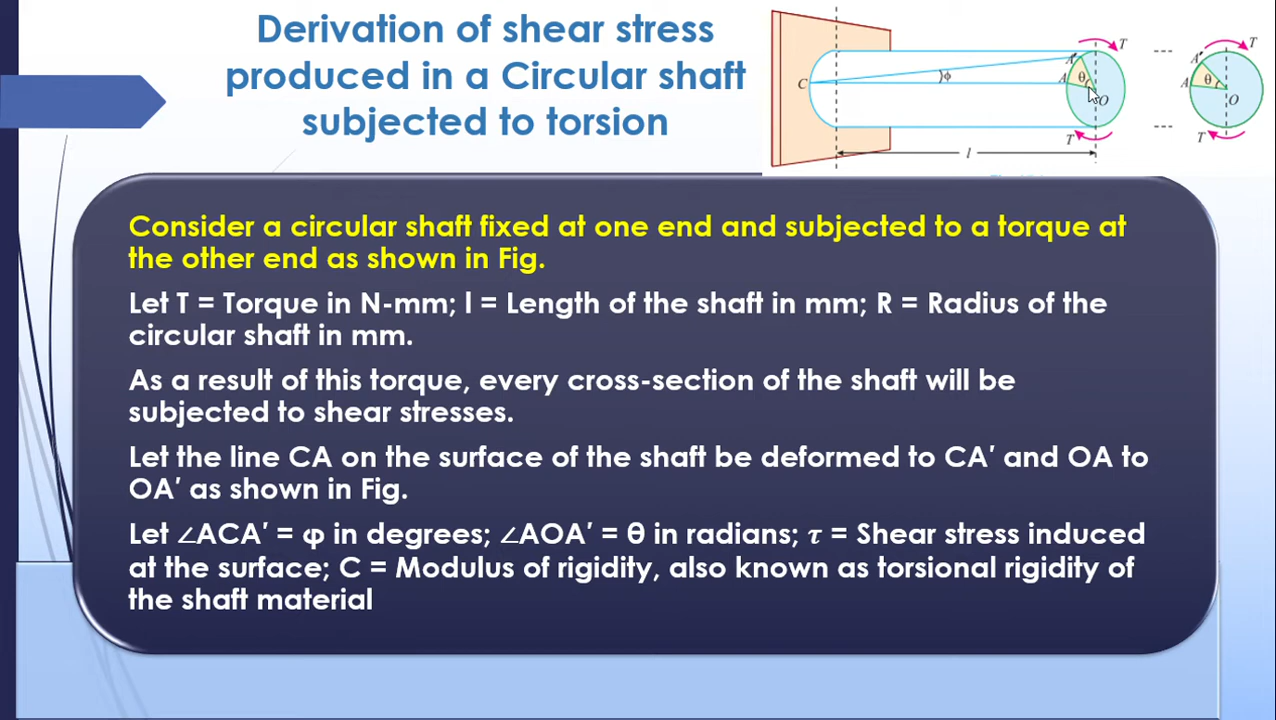 Derivation of shear stress
produced in a Circular shaft
subjected to torsion
C
)ϕ
A′
A
θ
O
T
T
l
A′
A
θ
O
T
T
Consider a circular shaft fixed at one end and subjected to a torque at
the other end as shown in Fig.
Let T = Torque in N-mm; l = Length of the shaft in mm; R = Radius of the
circular shaft in mm.
As a result of this torque, every cross-section of the shaft will be
subjected to shear stresses.
Let the line CA on the surface of the shaft be deformed to CA′ and OA to
OA′ as shown in Fig.
Let ∠ACA′ = φ in degrees; ∠AOA′ = θ in radians; τ = Shear stress induced
at the surface; C = Modulus of rigidity, also known as torsional rigidity of
the shaft material